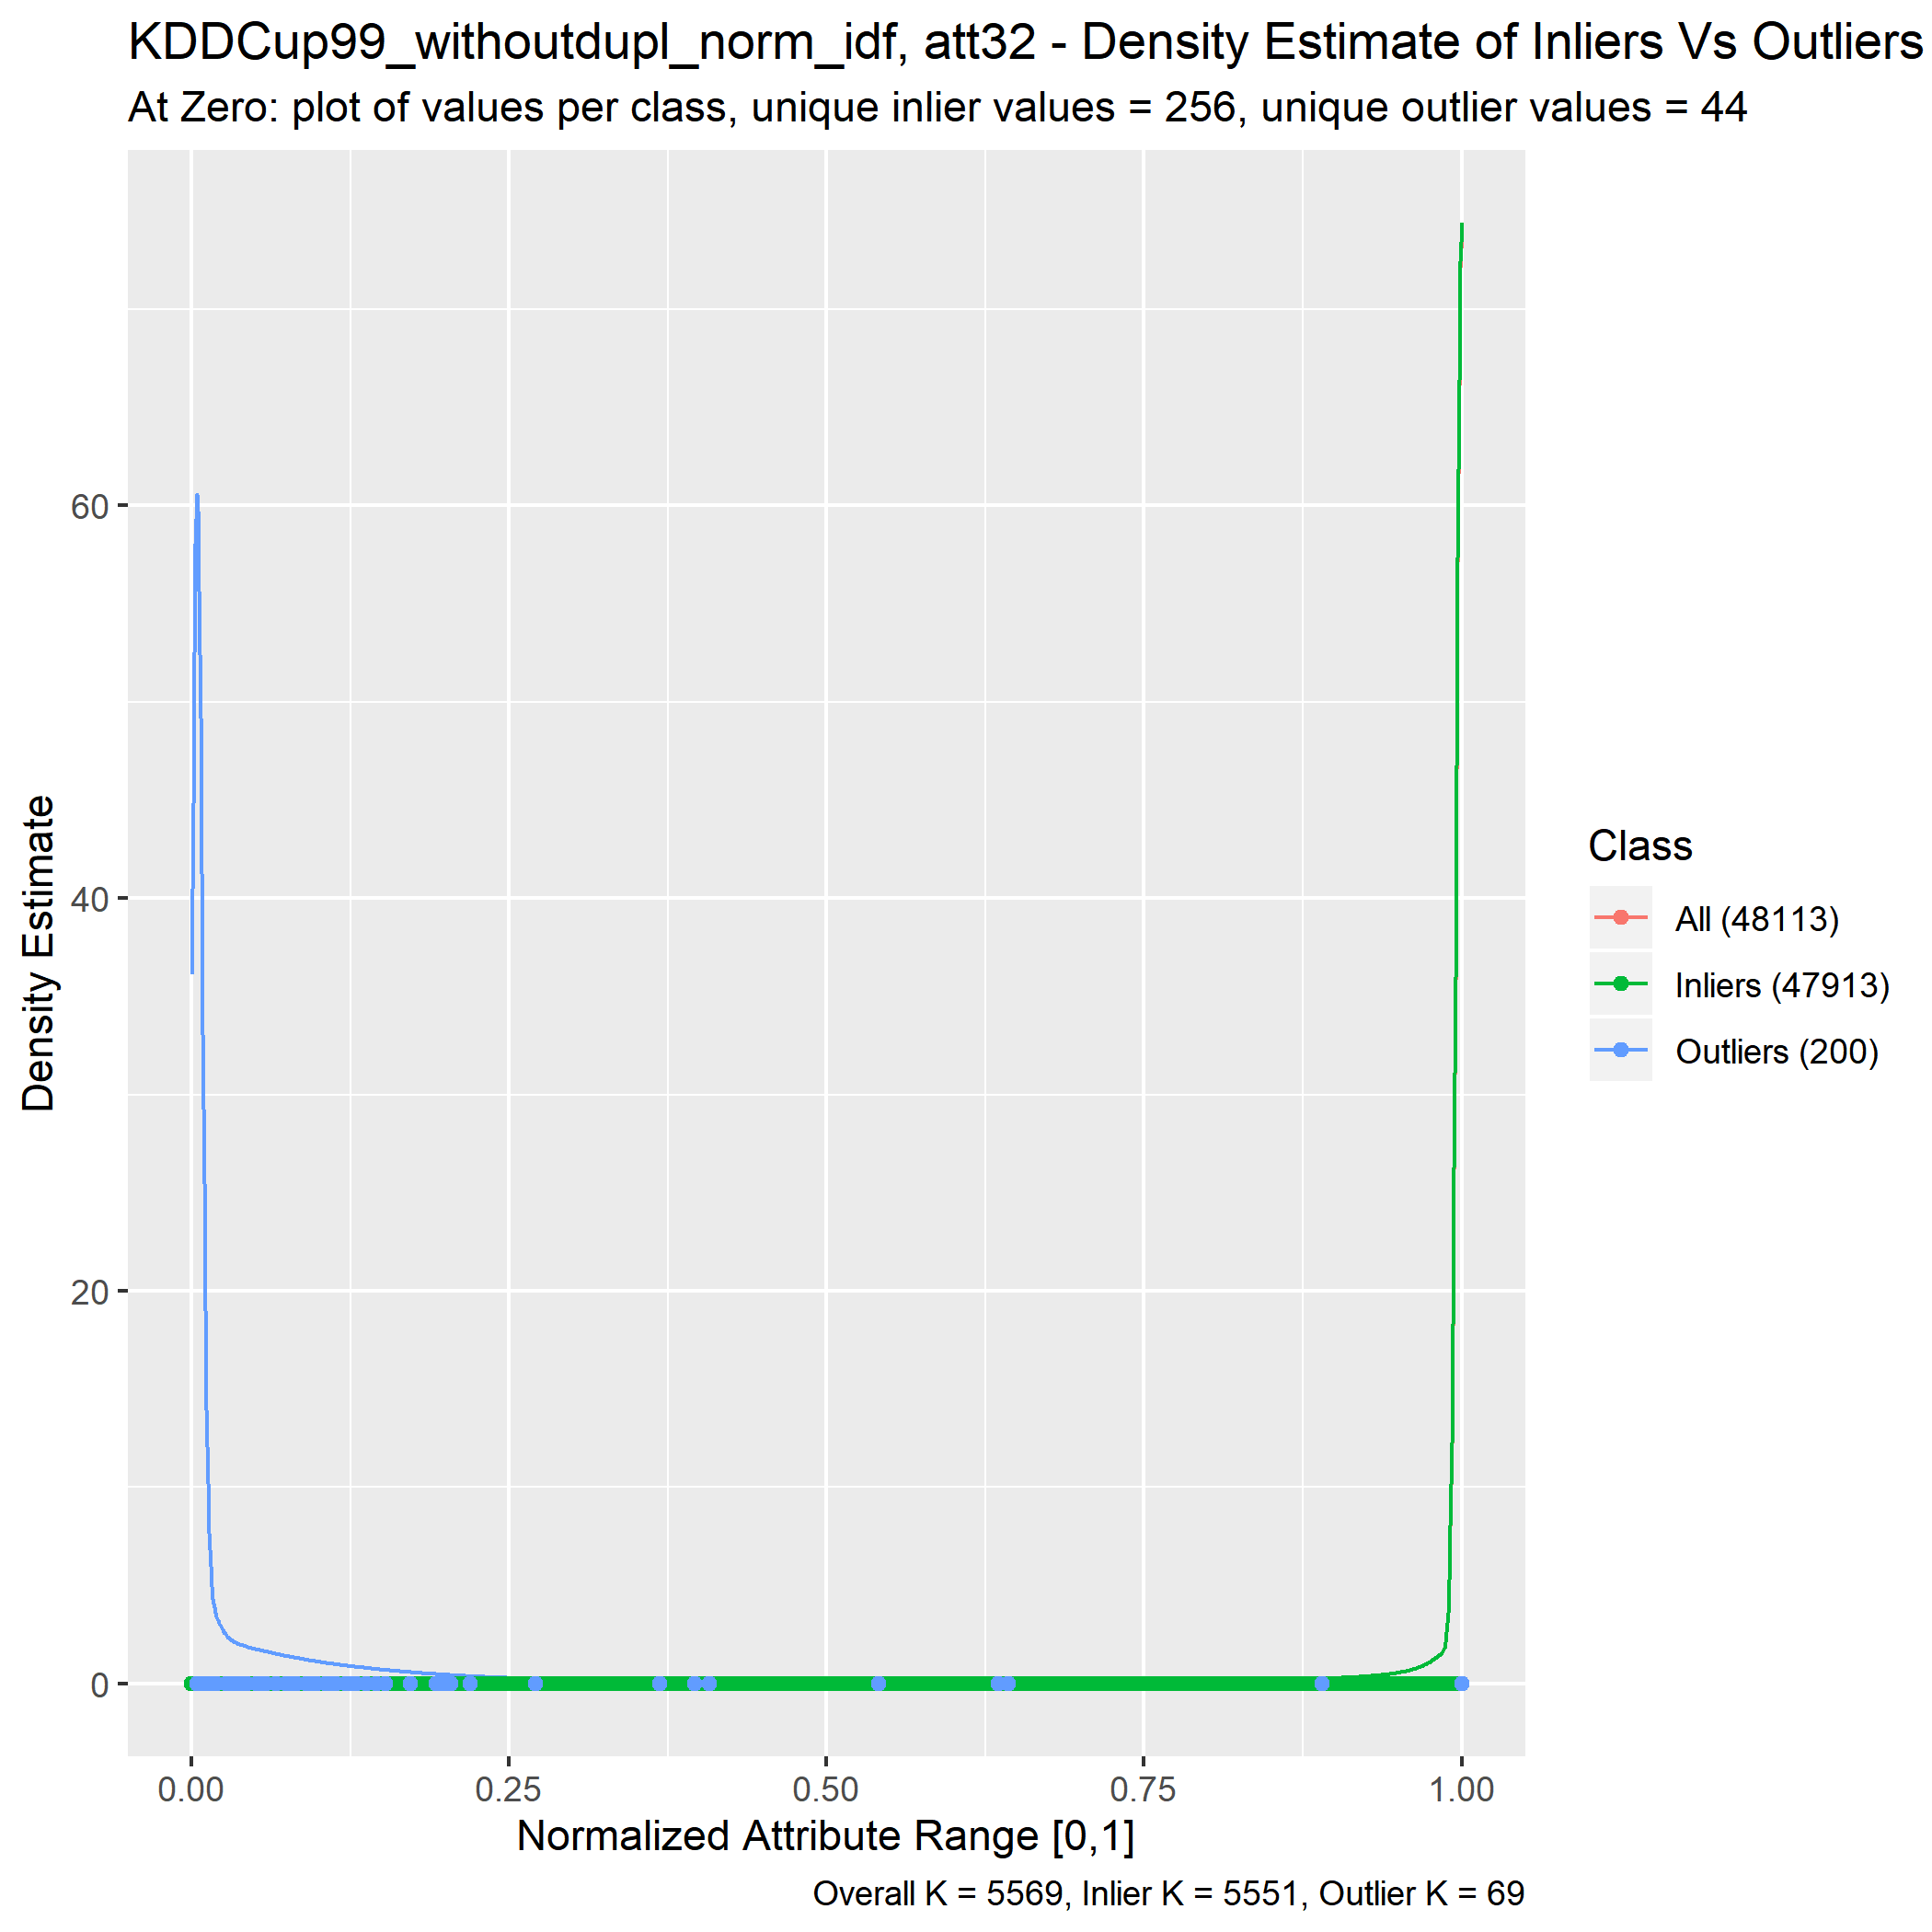 KDDCup99_withoutdupl_norm_idf, att32 - Density Estimate of Inliers Vs Outliers
At Zero: plot of values per class, unique inlier values = 256, unique outlier values = 44
60
40
20
0
Density Estimate
0.00 0.25 0.50 0.75 1.00
Normalized Attribute Range [0,1]
Overall K = 5569, Inlier K = 5551, Outlier K = 69
Class
All (48113)
Inliers (47913)
Outliers (200)